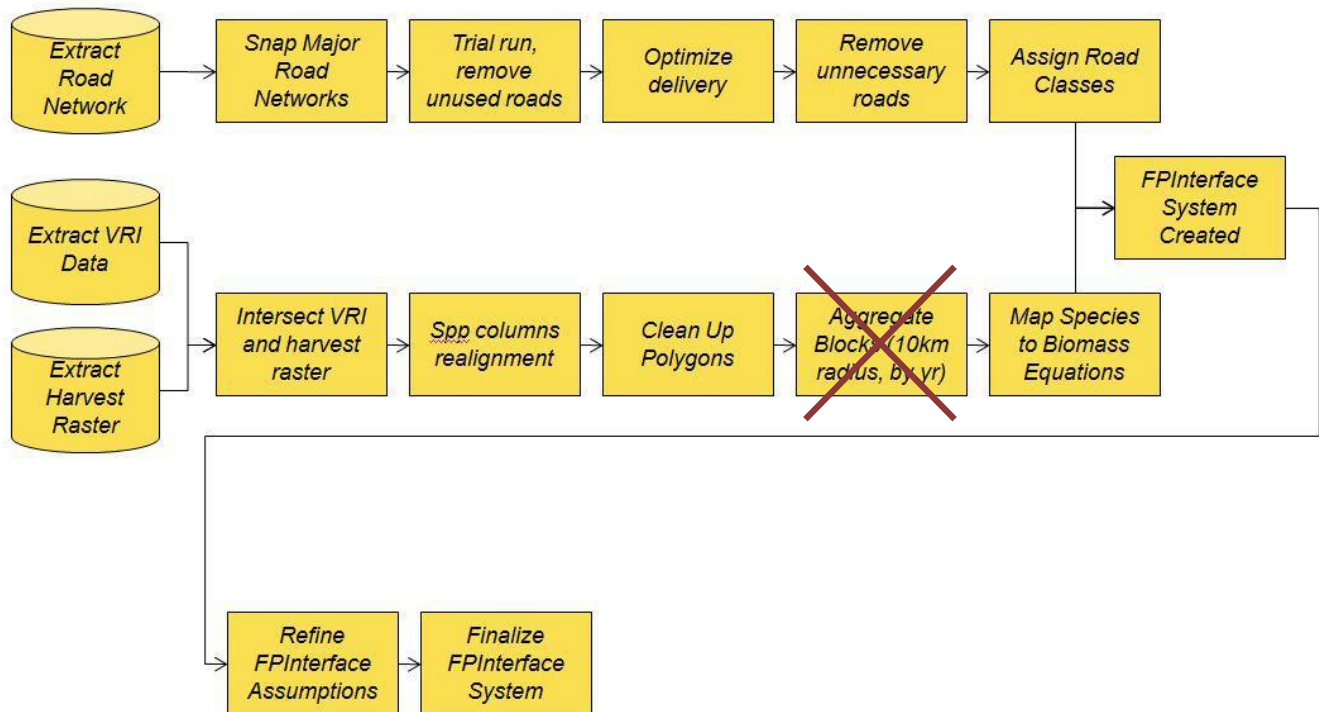 Extract
Road
Network
Snap Major
Road
Networks
Trial run,
remove
unused roads
Optimize
delivery
Remove
unnecessary
roads
Assign Road
Classes
FPInterface
System
Created
Extract VRI
Data
Extract
Harvest
Raster
Intersect VRI
and harvest
raster
Spp columns
realignment
Clean Up
Polygons
Aggregate
Blocks (10km
radius, by yr)
Map Species
to Biomass
Equations
Refine
FPInterface
Assumptions
Finalize
FPInterface
System